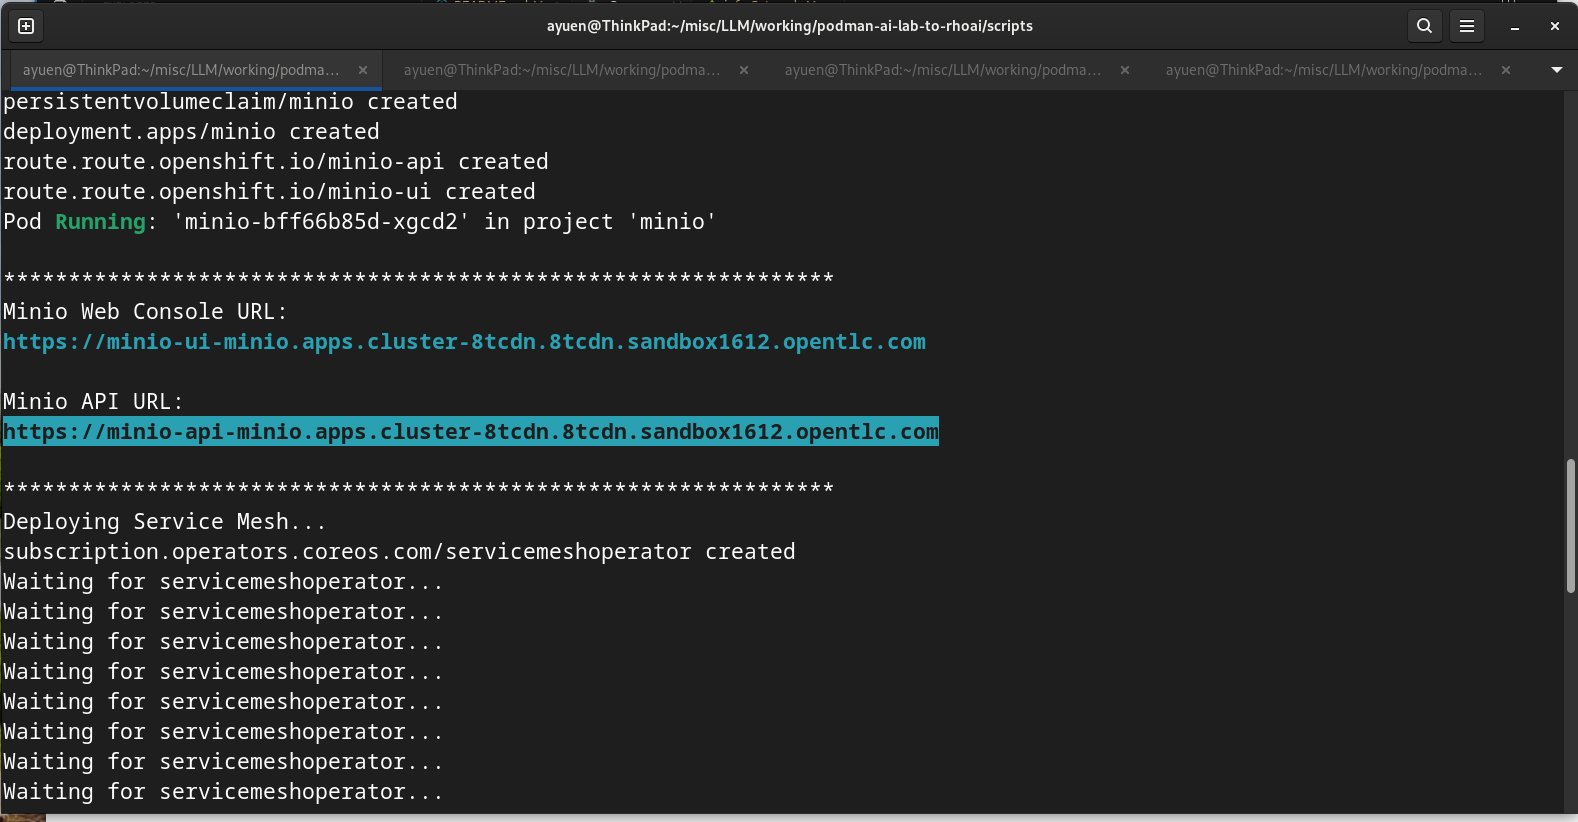 ayuen@ThinkPad:~/misc/LLM/working/podman-ai-lab-to-rhoai/scripts
ayuen@ThinkPad:~/misc/LLM/working/podma... ayuen@ThinkPad:~/misc/LLM/working/podma... ayuen@ThinkPad:~/misc/LLM/working/podma... ayuen@ThinkPad:~/misc/LLM/working/podma...
persistentvolumeclaim/minio created
deployment.apps/minio created
route.route.openshift.io/minio-api created
route.route.openshift.io/minio-ui created
Pod Running: 'minio-bff66b85d-xgcd2' in project 'minio'
****************************************************************
Minio Web Console URL:
https://minio-ui-minio.apps.cluster-8tcdn.8tcdn.sandbox1612.opentlc.com
Minio API URL:
https://minio-api-minio.apps.cluster-8tcdn.8tcdn.sandbox1612.opentlc.com
****************************************************************
Deploying Service Mesh...
subscription.operators.coreos.com/servicemeshoperator created
Waiting for servicemeshoperator...
Waiting for servicemeshoperator...
Waiting for servicemeshoperator...
Waiting for servicemeshoperator...
Waiting for servicemeshoperator...
Waiting for servicemeshoperator...
Waiting for servicemeshoperator...
Waiting for servicemeshoperator...